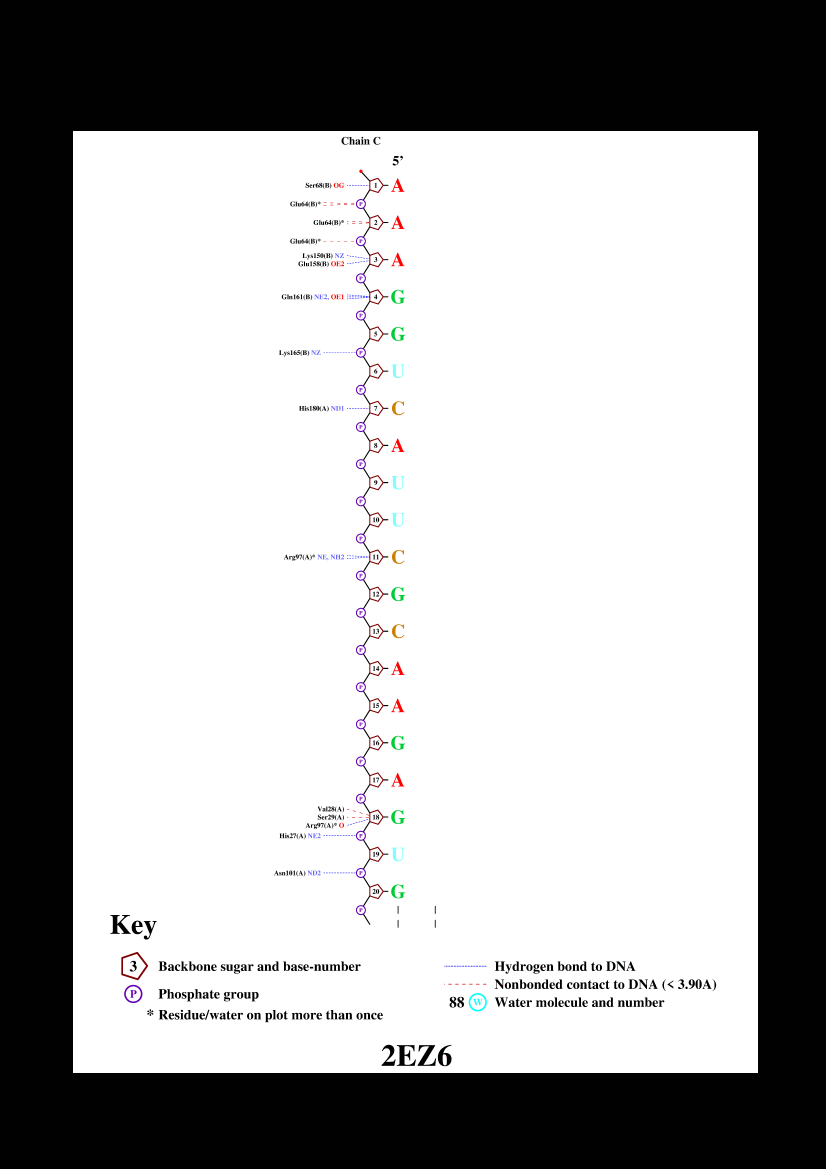 Chain C
5’
Ser68(B) OG 1 A
Glu64(B)* P
Glu64(B)* 2 A
Glu64(B)* P
Lys150(B) NZ
Glu158(B) OE2 3 A
P
Gln161(B) NE2, OE1 4 G
P
5 G
Lys165(B) NZ P
6 U
P
His180(A) ND1 7 C
P
8 A
P
9 U
P
10 U
P
Arg97(A)* NE, NH2 11 C
P
12 G
P
13 C
P
14 A
P
15 A
P
16 G
P
17 A
P
Val28(A)
Ser29(A) 18 G
Arg97(A)* O
His27(A) NE2 P
19 U
Asn101(A) ND2 P
20 G
P
Key
3 Backbone sugar and base-number
P Phosphate group
* Residue/water on plot more than once
Hydrogen bond to DNA
Nonbonded contact to DNA (< 3.90A)
88 W Water molecule and number
2EZ6